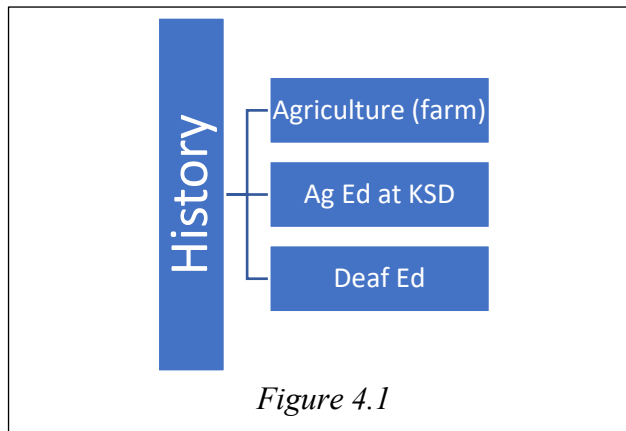 History
Agriculture (farm)
Ag Ed at KSD
Deaf Ed
Figure 4.1